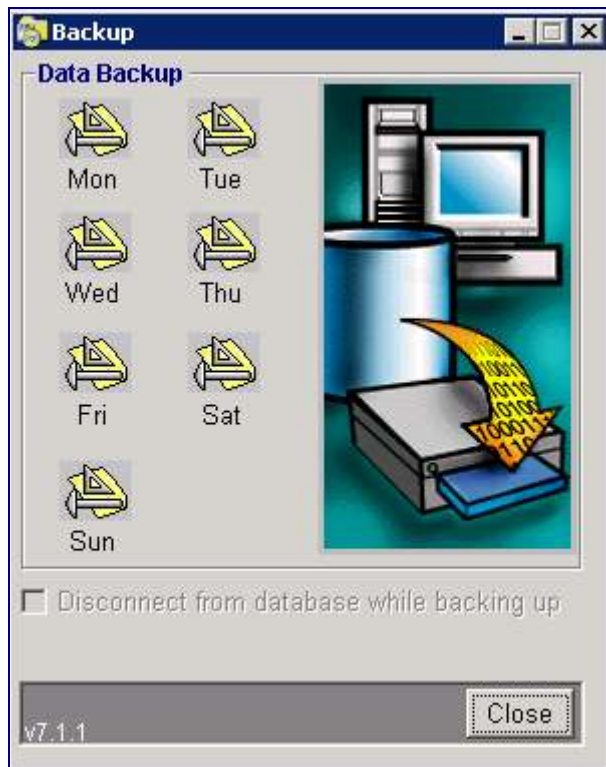 Backup
Data Backup
Mon Tue
Wed Thu
Fri Sat
Sun
Disconnect from database while backing up
v7.1.1
Close